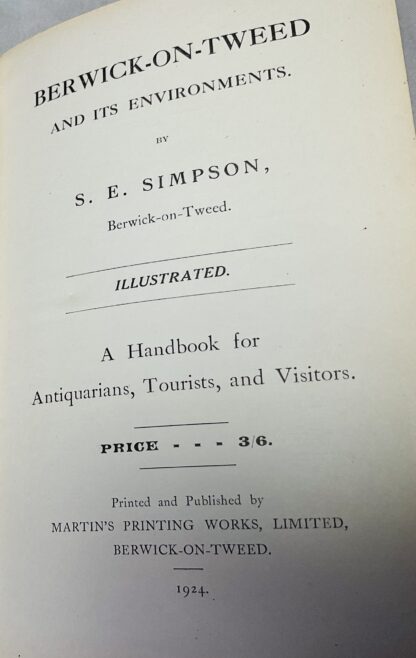 BERWICK-ON-TWEED
AND ITS ENVIRONMENTS.
BY
S. E. SIMPSON,
Berwick-on-Tweed.
ILLUSTRATED.
A Handbook for
Antiquarians, Tourists, and Visitors.
PRICE - - - 3/6.
Printed and Published by
MARTIN'S PRINTING WORKS, LIMITED,
BERWICK-ON-TWEED.
1924.